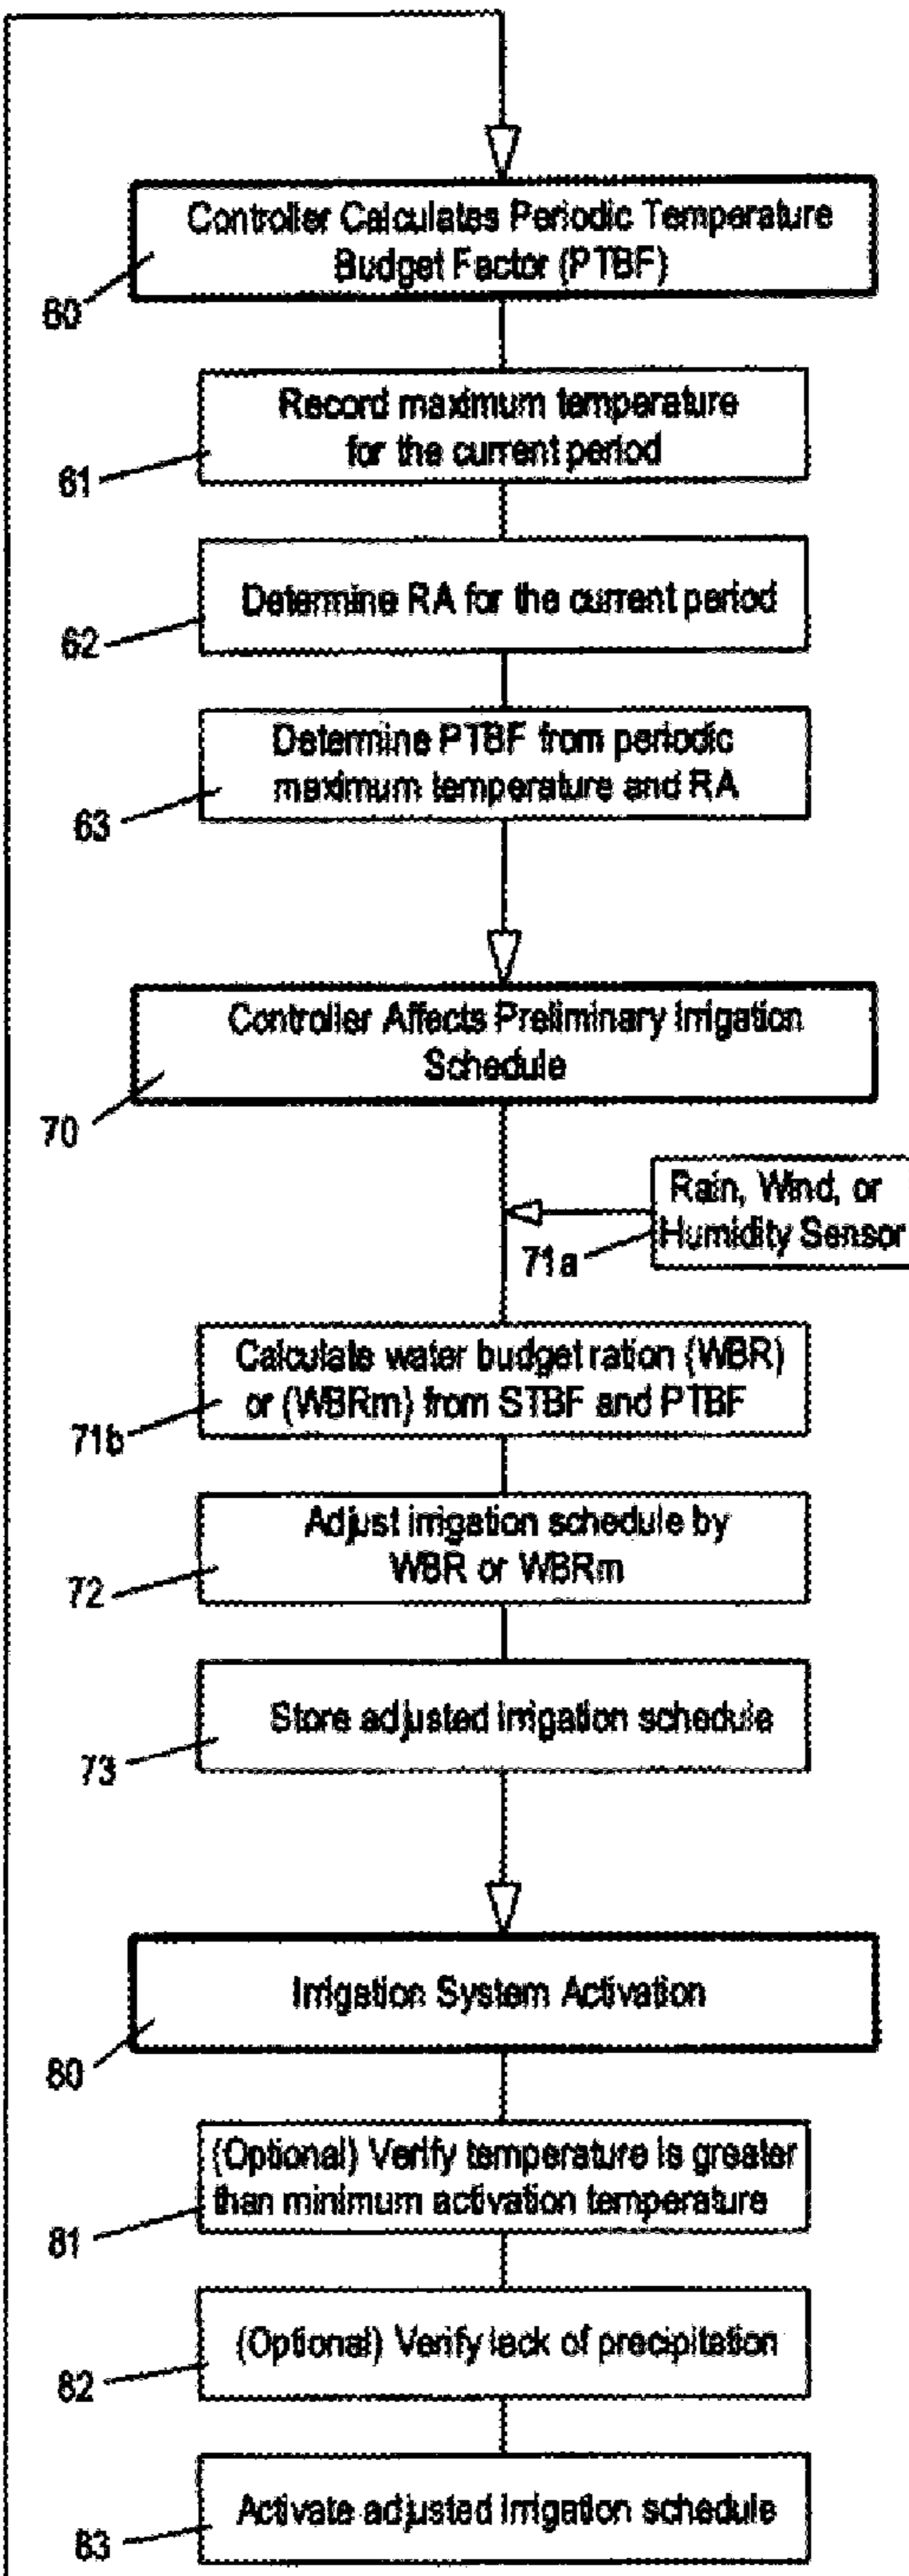 Controller Calculates Periodic Temperature
Budget Factor (PTBF)
60
Record maximum temperature
for the current period
61
Determine RA for the current period
62
Determine PTBF from periodic
maximum temperature and RA
63
Controller Affects Preliminary Irrigation
Schedule
70
Rain, Wind, or
Humidity Sensor
71a
Calculate water budget ration (WBR)
or (WBRm) from STBF and PTBF
71b
Adjust irrigation schedule by
WBR or WBRm
72
Store adjusted irrigation schedule
73
Irrigation System Activation
80
(Optional) Verify temperature is greater
than minimum activation temperature
81
(Optional) Verify lack of precipitation
82
Activate adjusted irrigation schedule
83